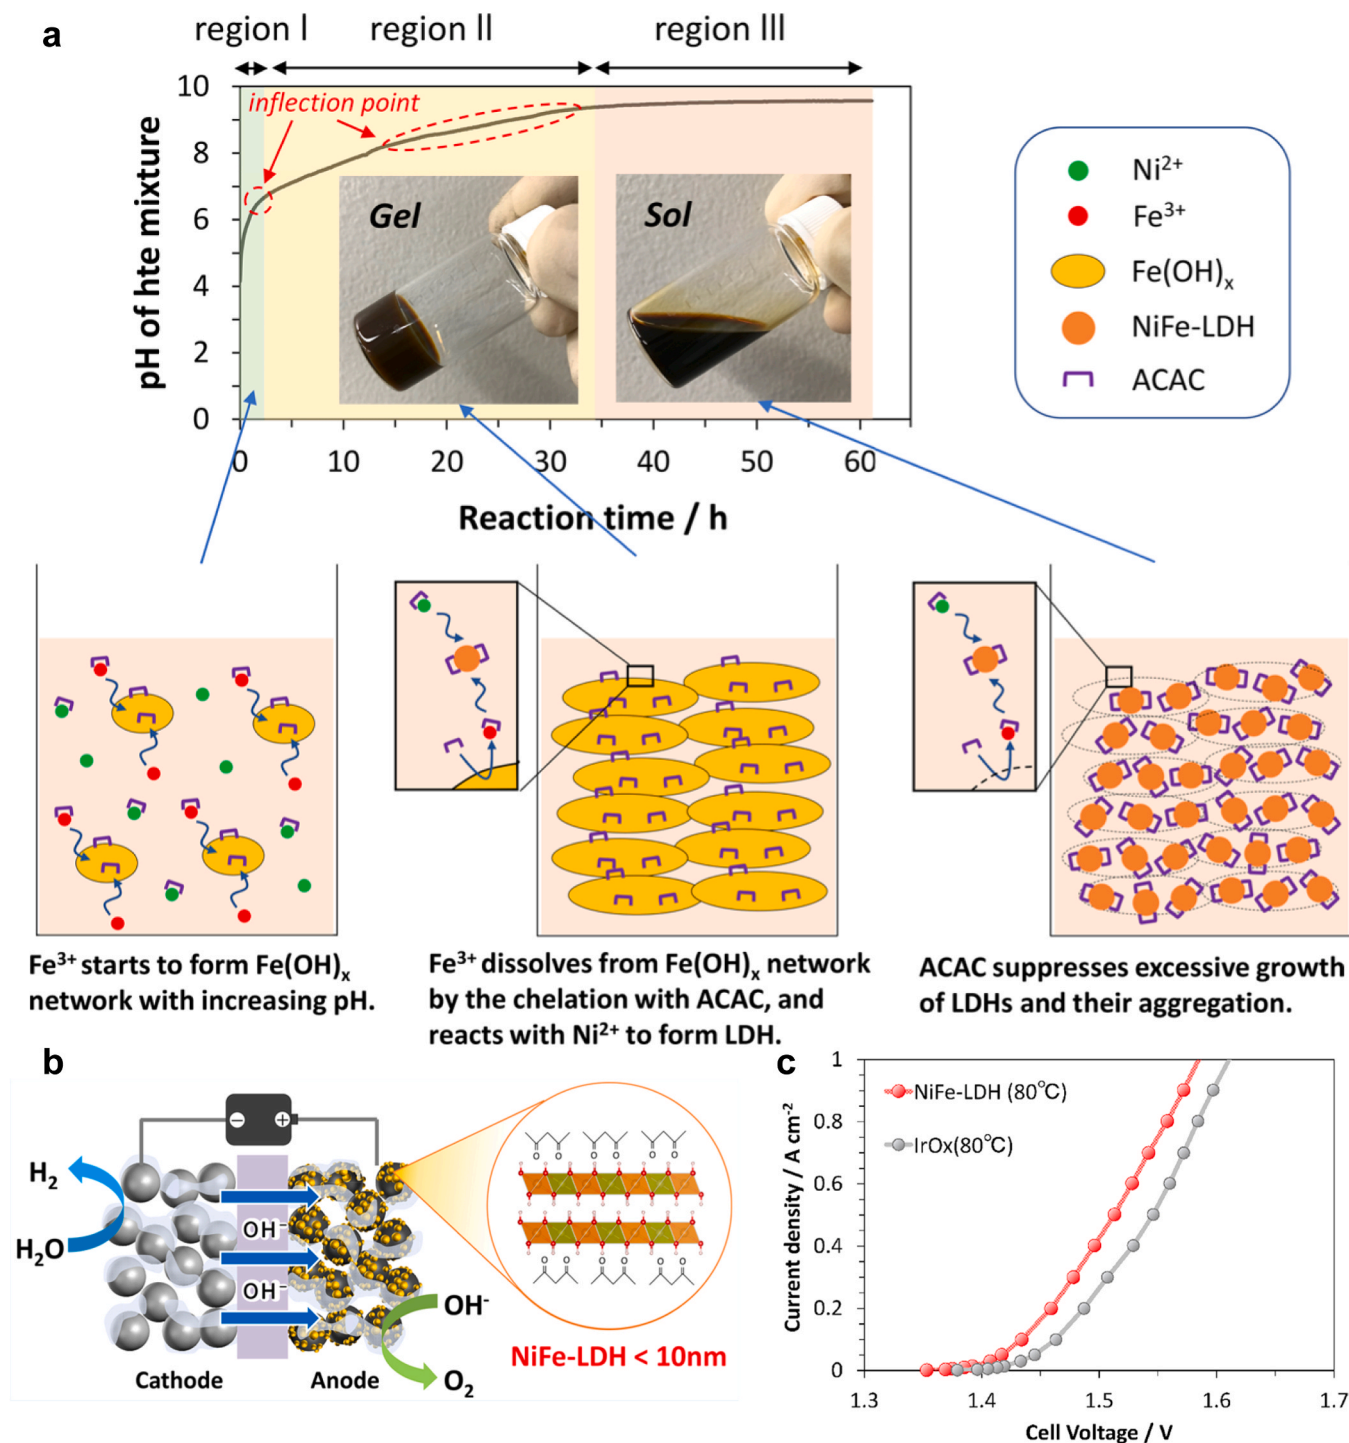 a
region I
region II
region III
inflection point
pH of hte mixture
10
8
6
4
2
0
Gel
Sol
0
10
20
30
40
50
60
Reaction time / h
Ni²⁺
Fe³⁺
Fe(OH)ₓ
NiFe-LDH
ACAC
Fe³⁺ starts to form Fe(OH)ₓ
network with increasing pH.
Fe³⁺ dissolves from Fe(OH)ₓ network
by the chelation with ACAC, and
reacts with Ni²⁺ to form LDH.
ACAC suppresses excessive growth
of LDHs and their aggregation.
b
−
+
H₂
H₂O
OH⁻
OH⁻
Cathode
Anode
OH⁻
O₂
O O O O O O
O O O O O O
NiFe-LDH < 10nm
c
Current density / A cm⁻²
1
0.8
0.6
0.4
0.2
0
NiFe-LDH (80℃)
IrOx(80℃)
1.3
1.4
1.5
1.6
1.7
Cell Voltage / V